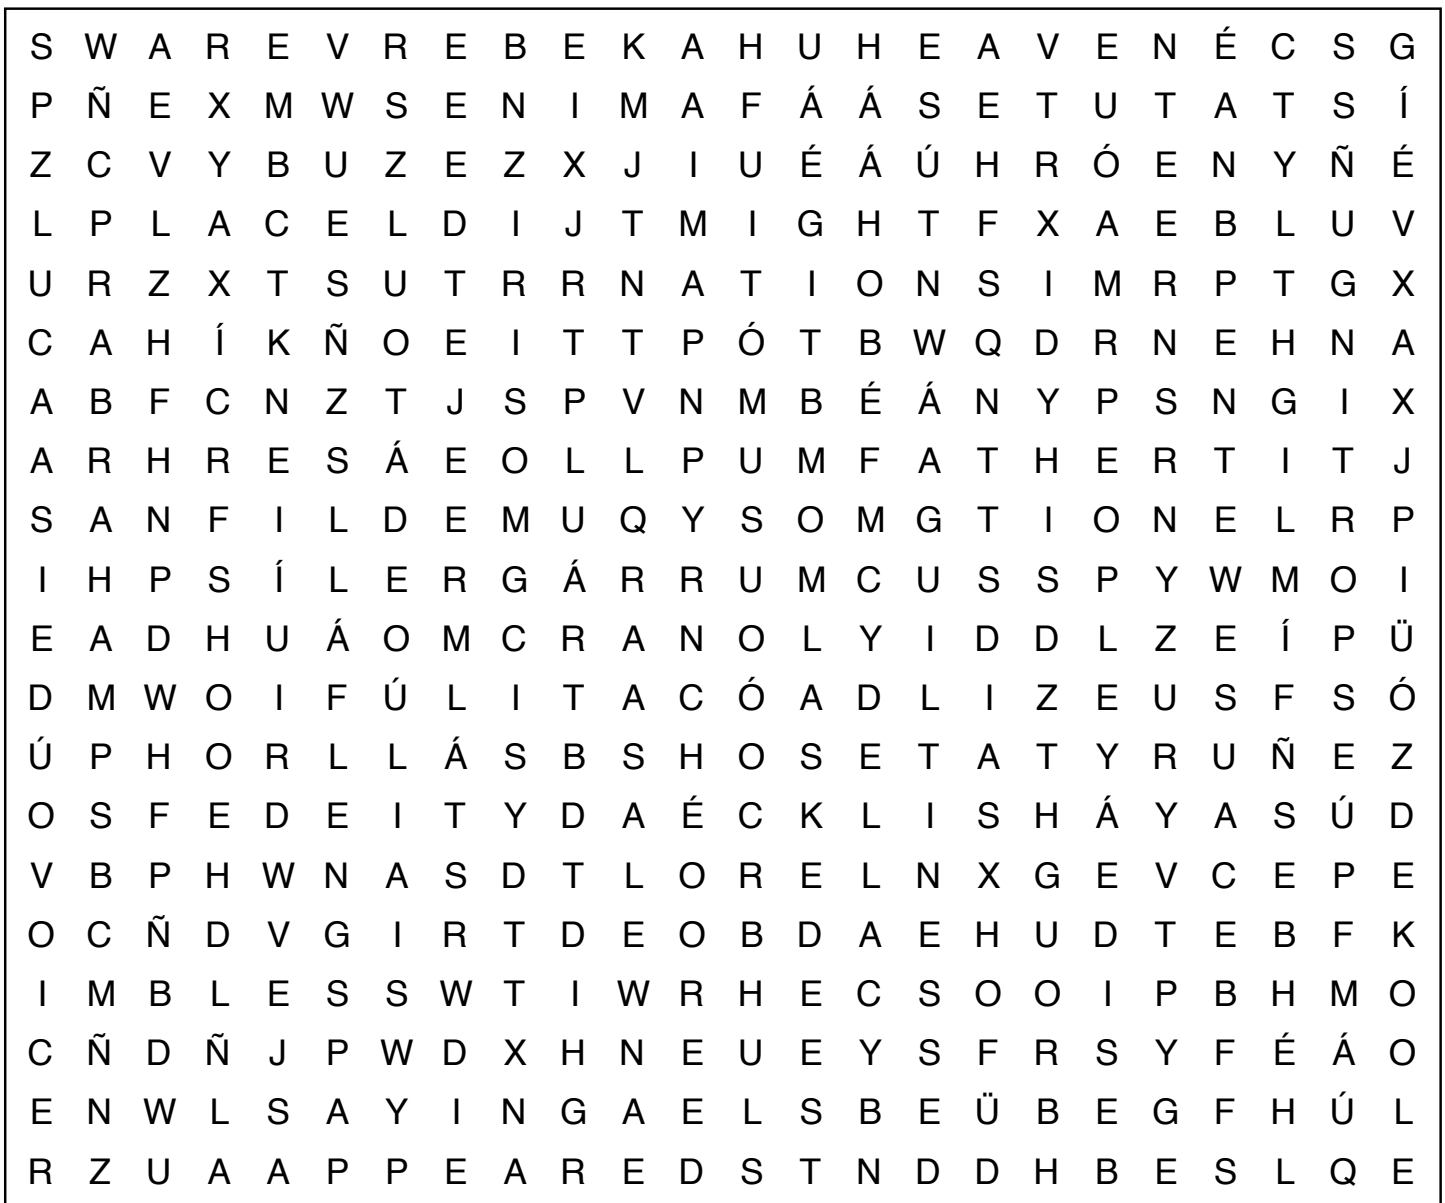 S W A R E V R E B E K A H U H E A V E N É C S G
P Ñ E X M W S E N I M A F Á Á S E T U T A T S Í
Z C V Y B U Z E Z X J I U É Á Ú H R Ó E N Y Ñ É
L P L A C E L D I J T M I G H T F X A E B L U V
U R Z X T S U T R R N A T I O N S I M R P T G X
C A H Í K Ñ O E I T T P Ó T B W Q D R N E H N A
A B F C N Z T J S P V N M B É Á N Y P S N G I X
A R H R E S Á E O L L P U M F A T H E R T I T J
S A N F I L D E M U Q Y S O M G T I O N E L R P
I H P S Í L E R G Á R R U M C U S S P Y W M O I
E A D H U Á O M C R A N O L Y I D D L Z E Í P Ü
D M W O I F Ú L I T A C Ó A D L I Z E U S F S Ó
Ú P H O R L L Á S B S H O S E T A T Y R U Ñ E Z
O S F E D E I T Y D A É C K L I S H Á Y A S Ú D
V B P H W N A S D T L O R E L N X G E V C E P E
O C Ñ D V G I R T D E O B D A E H U D T E B F K
I M B L E S S W T I W R H E C S O O I P B H M O
C Ñ D Ñ J P W D X H N E U E Y S F R S Y F É Á O
E N W L S A Y I N G A E L S B E Ü B E G F H Ú L
R Z U A A P P E A R E D S T N D D H B E S L Q E